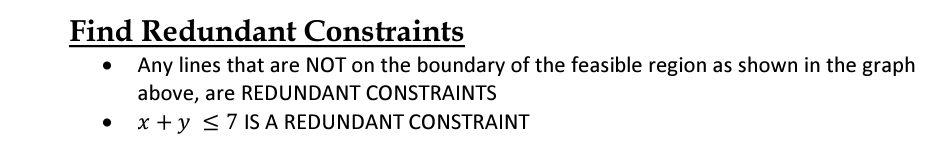 Find Redundant Constraints
• Any lines that are NOT on the boundary of the feasible region as shown in the graph
above, are REDUNDANT CONSTRAINTS
• x + y ≤ 7 IS A REDUNDANT CONSTRAINT